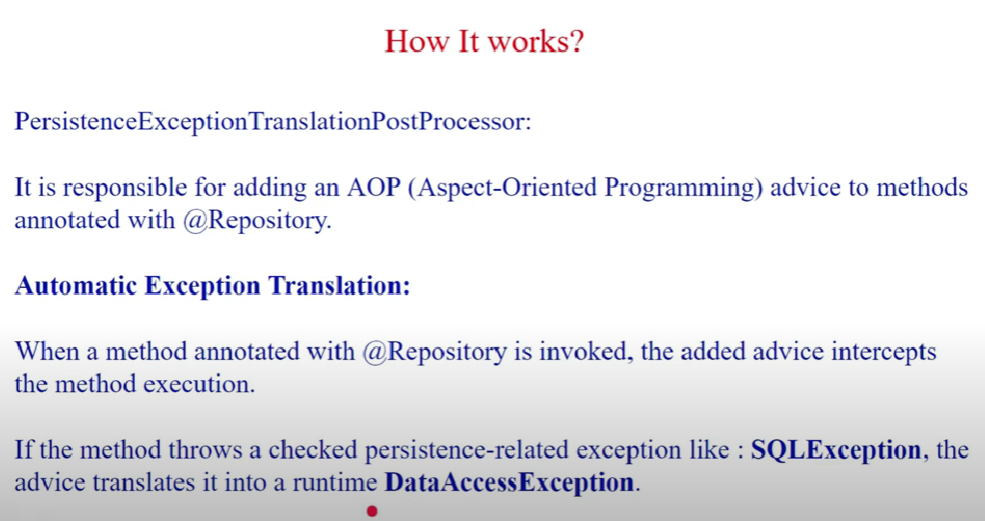 How It works?
PersistenceExceptionTranslationPostProcessor:
It is responsible for adding an AOP (Aspect-Oriented Programming) advice to methods
annotated with @Repository.
Automatic Exception Translation:
When a method annotated with @Repository is invoked, the added advice intercepts
the method execution.
If the method throws a checked persistence-related exception like : SQLException, the
advice translates it into a runtime DataAccessException.